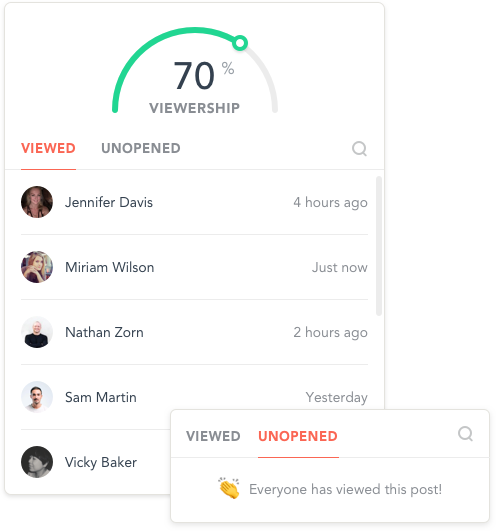 70 %
VIEWERSHIP
VIEWED UNOPENED
Jennifer Davis 4 hours ago
Miriam Wilson Just now
Nathan Zorn 2 hours ago
Sam Martin Yesterday
Vicky Baker
VIEWED UNOPENED
👏 Everyone has viewed this post!